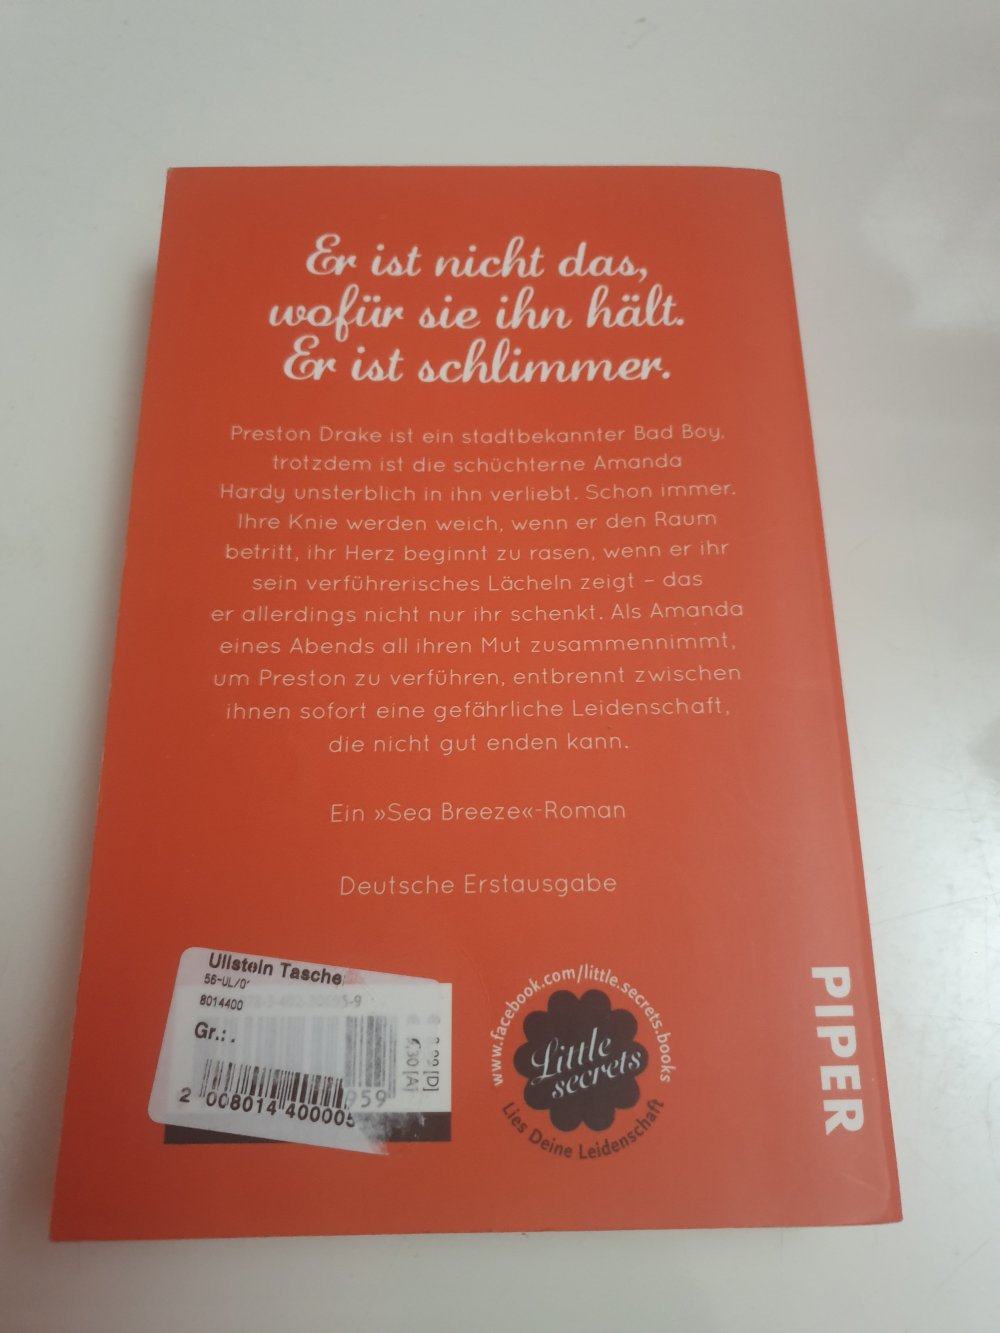 Er ist nicht das,
wofür sie ihn hält.
Er ist schlimmer.
Preston Drake ist ein stadtbekannter Bad Boy,
trotzdem ist die schüchterne Amanda
Hardy unsterblich in ihn verliebt. Schon immer.
Ihre Knie werden weich, wenn er den Raum
betritt, ihr Herz beginnt zu rasen, wenn er ihr
sein verführerisches Lächeln zeigt – das
er allerdings nicht nur ihr schenkt. Als Amanda
eines Abends all ihren Mut zusammennimmt,
um Preston zu verführen, entbrennt zwischen
ihnen sofort eine gefährliche Leidenschaft,
die nicht gut enden kann.
Ein »Sea Breeze«-Roman
Deutsche Erstausgabe
Ullstein Tasche
56-UL/0
8014400
Gr.: .
2 008014 400005
959
[D]
[A]
www.facebook.com/little.secrets.books
Little
secrets
Lies Deine Leidenschaft
PIPER